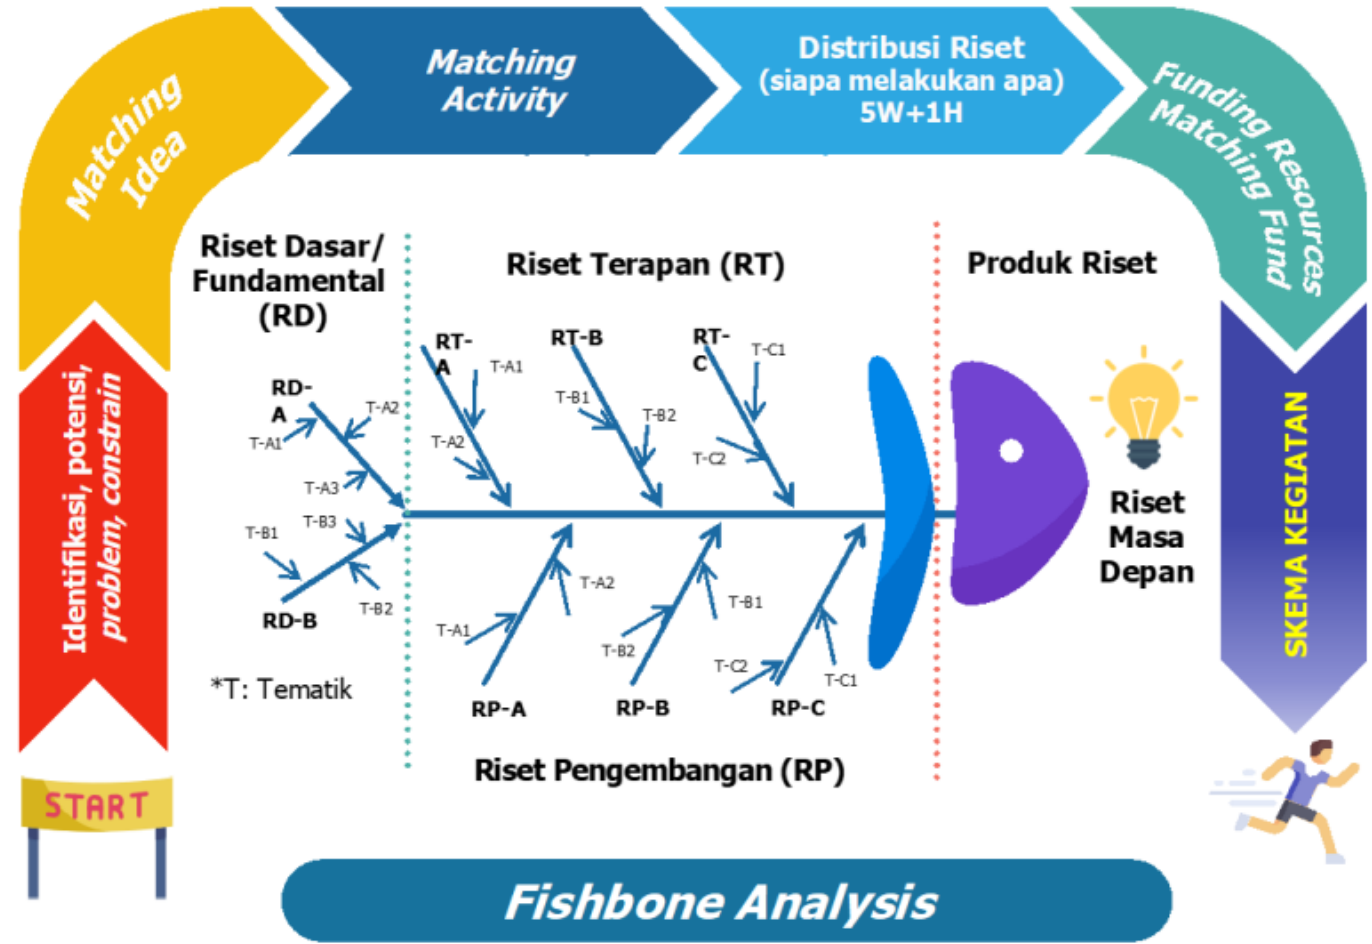 START
Identifikasi, potensi,
problem, constrain
Matching
Idea
Matching
Activity
Distribusi Riset
(siapa melakukan apa)
5W+1H
Funding Resources
Matching Fund
SKEMA KEGIATAN
Riset Dasar/
Fundamental
(RD)
Riset Terapan (RT)
Produk Riset
RD-
A
T-A1
T-A2
T-A3
T-B1
T-B3
T-B2
RD-B
*T: Tematik
RT-
A
T-A1
T-A2
RT-B
T-B1
T-B2
RT-
C
T-C1
T-C2
T-A1
T-A2
RP-A
T-B2
T-B1
RP-B
T-C2
T-C1
RP-C
Riset Pengembangan (RP)
Riset
Masa
Depan
Fishbone Analysis